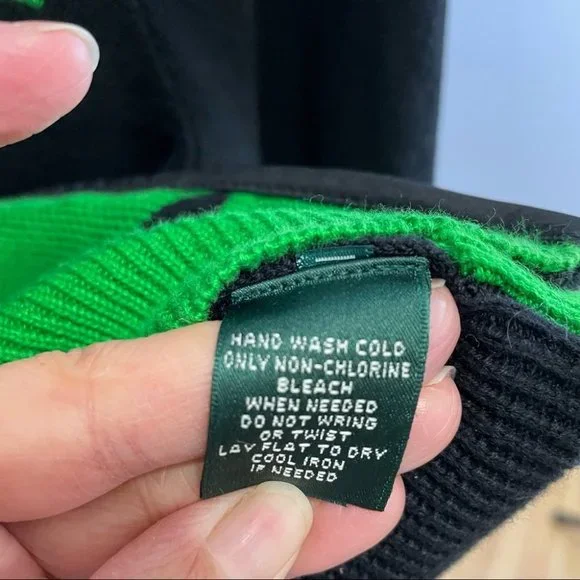 HAND WASH COLD
ONLY NON-CHLORINE
BLEACH
WHEN NEEDED
DO NOT WRING
OR TWIST
LAY FLAT TO DRY
COOL IRON
IF NEEDED